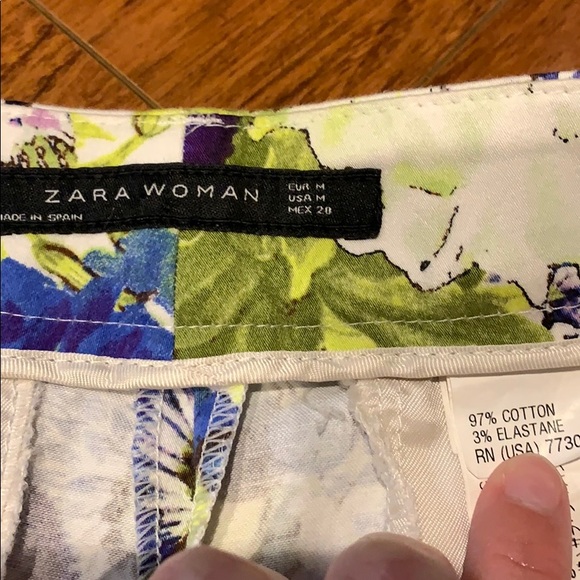 ZARA WOMAN
MADE IN SPAIN
EUR M
USA M
MEX 28
97% COTTON
3% ELASTANE
RN (USA) 7730